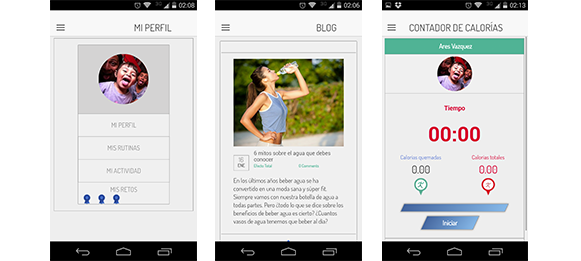 02:08
MI PERFIL
MI PERFIL
MIS RUTINAS
MI ACTIVIDAD
MIS RETOS
02:06
BLOG
16
ENE
6 mitos sobre el agua que debes
conocer
Efecto Total
0 Comments
En los últimos años beber agua se ha
convertido en una moda sana y súper fit.
Siempre vamos con nuestra botella de agua a
todas partes. Pero ¿todo lo que se dice sobre los
beneficios de beber agua es cierto? ¿Cuantos
vasos de agua tenemos que beber al día?
02:13
CONTADOR DE CALORÍAS
Ares Vazquez
Tiempo
00:00
Calorías quemadas
Calorías totales
0.00
0.00
Iniciar